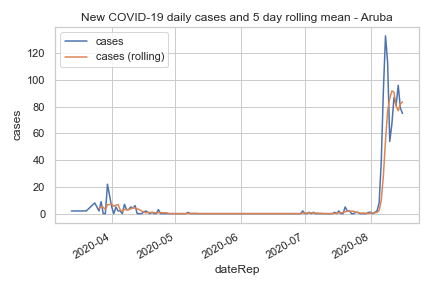 New COVID-19 daily cases and 5 day rolling mean - Aruba
cases
cases (rolling)
120
100
80
60
40
20
0
cases
2020-04
2020-05
2020-06
2020-07
2020-08
dateRep